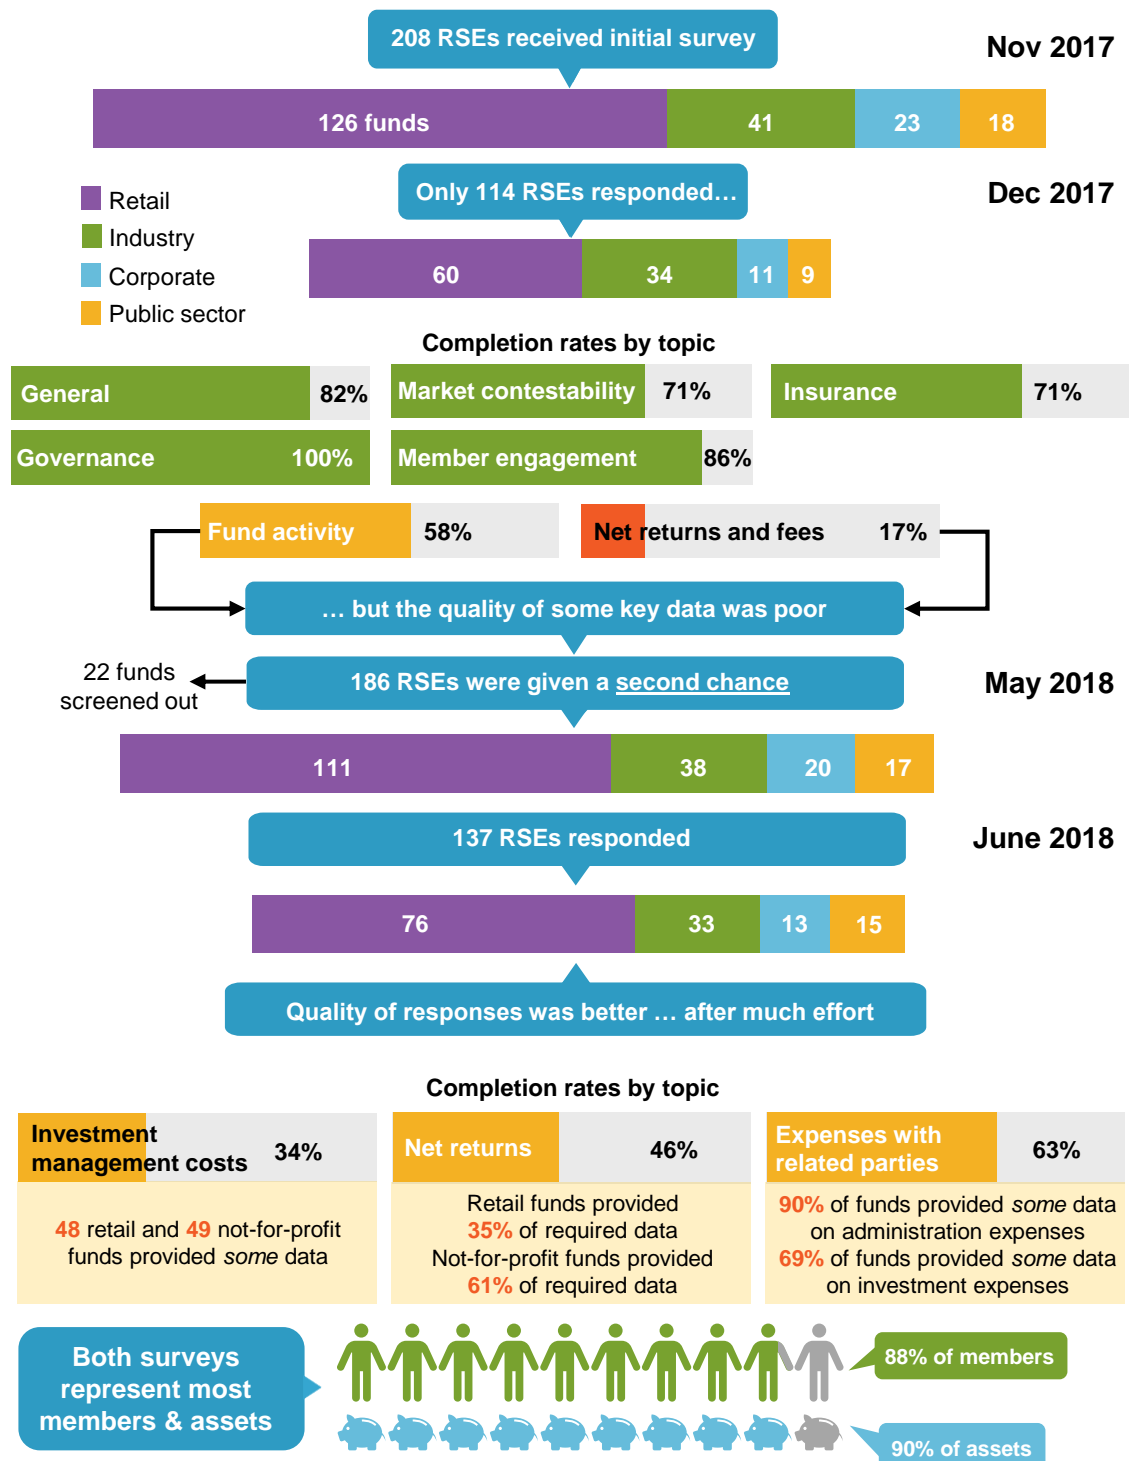 208 RSEs received initial survey
Nov 2017
126 funds 41 23 18
Only 114 RSEs responded…
Dec 2017
Retail
Industry
Corporate
Public sector
60 34 11 9
Completion rates by topic
General 82%
Market contestability 71%
Insurance 71%
Governance 100%
Member engagement 86%
Fund activity 58%
Net returns and fees 17%
… but the quality of some key data was poor
22 funds
screened out
186 RSEs were given a second chance
May 2018
111 38 20 17
137 RSEs responded
June 2018
76 33 13 15
Quality of responses was better … after much effort
Completion rates by topic
Investment
management costs 34%
48 retail and 49 not-for-profit
funds provided some data
Net returns 46%
Retail funds provided
35% of required data
Not-for-profit funds provided
61% of required data
Expenses with
related parties 63%
90% of funds provided some data
on administration expenses
69% of funds provided some data
on investment expenses
Both surveys
represent most
members & assets
88% of members
90% of assets